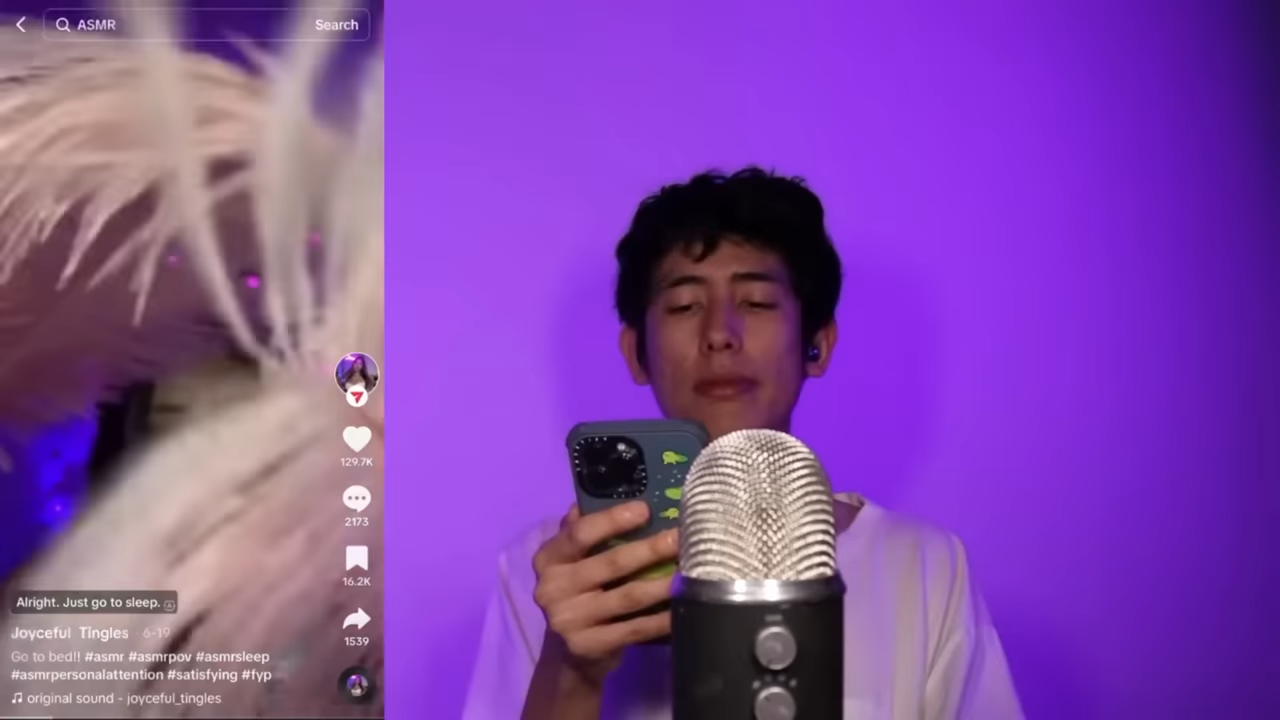 ASMR
Search
129.7K
2173
16.2K
1539
Alright. Just go to sleep.
Joyceful Tingles · 6-19
Go to bed!! #asmr #asmrpov #asmrsleep
#asmrpersonalattention #satisfying #fyp
original sound - joyceful_tingles